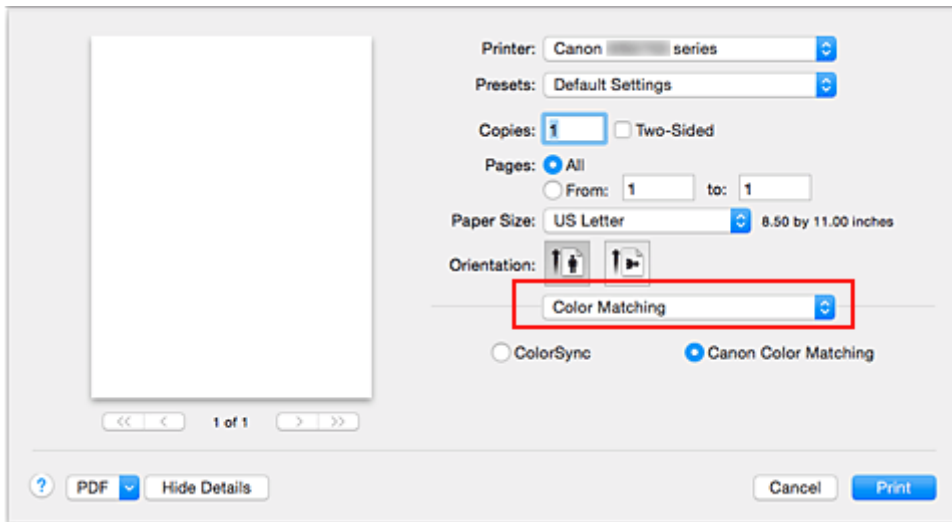 Printer: Canon series
Presets: Default Settings
Copies: 1 Two-Sided
Pages: All
From: 1 to: 1
Paper Size: US Letter 8.50 by 11.00 inches
Orientation:
Color Matching
ColorSync Canon Color Matching
<< < 1 of 1 > >>
? PDF Hide Details Cancel Print